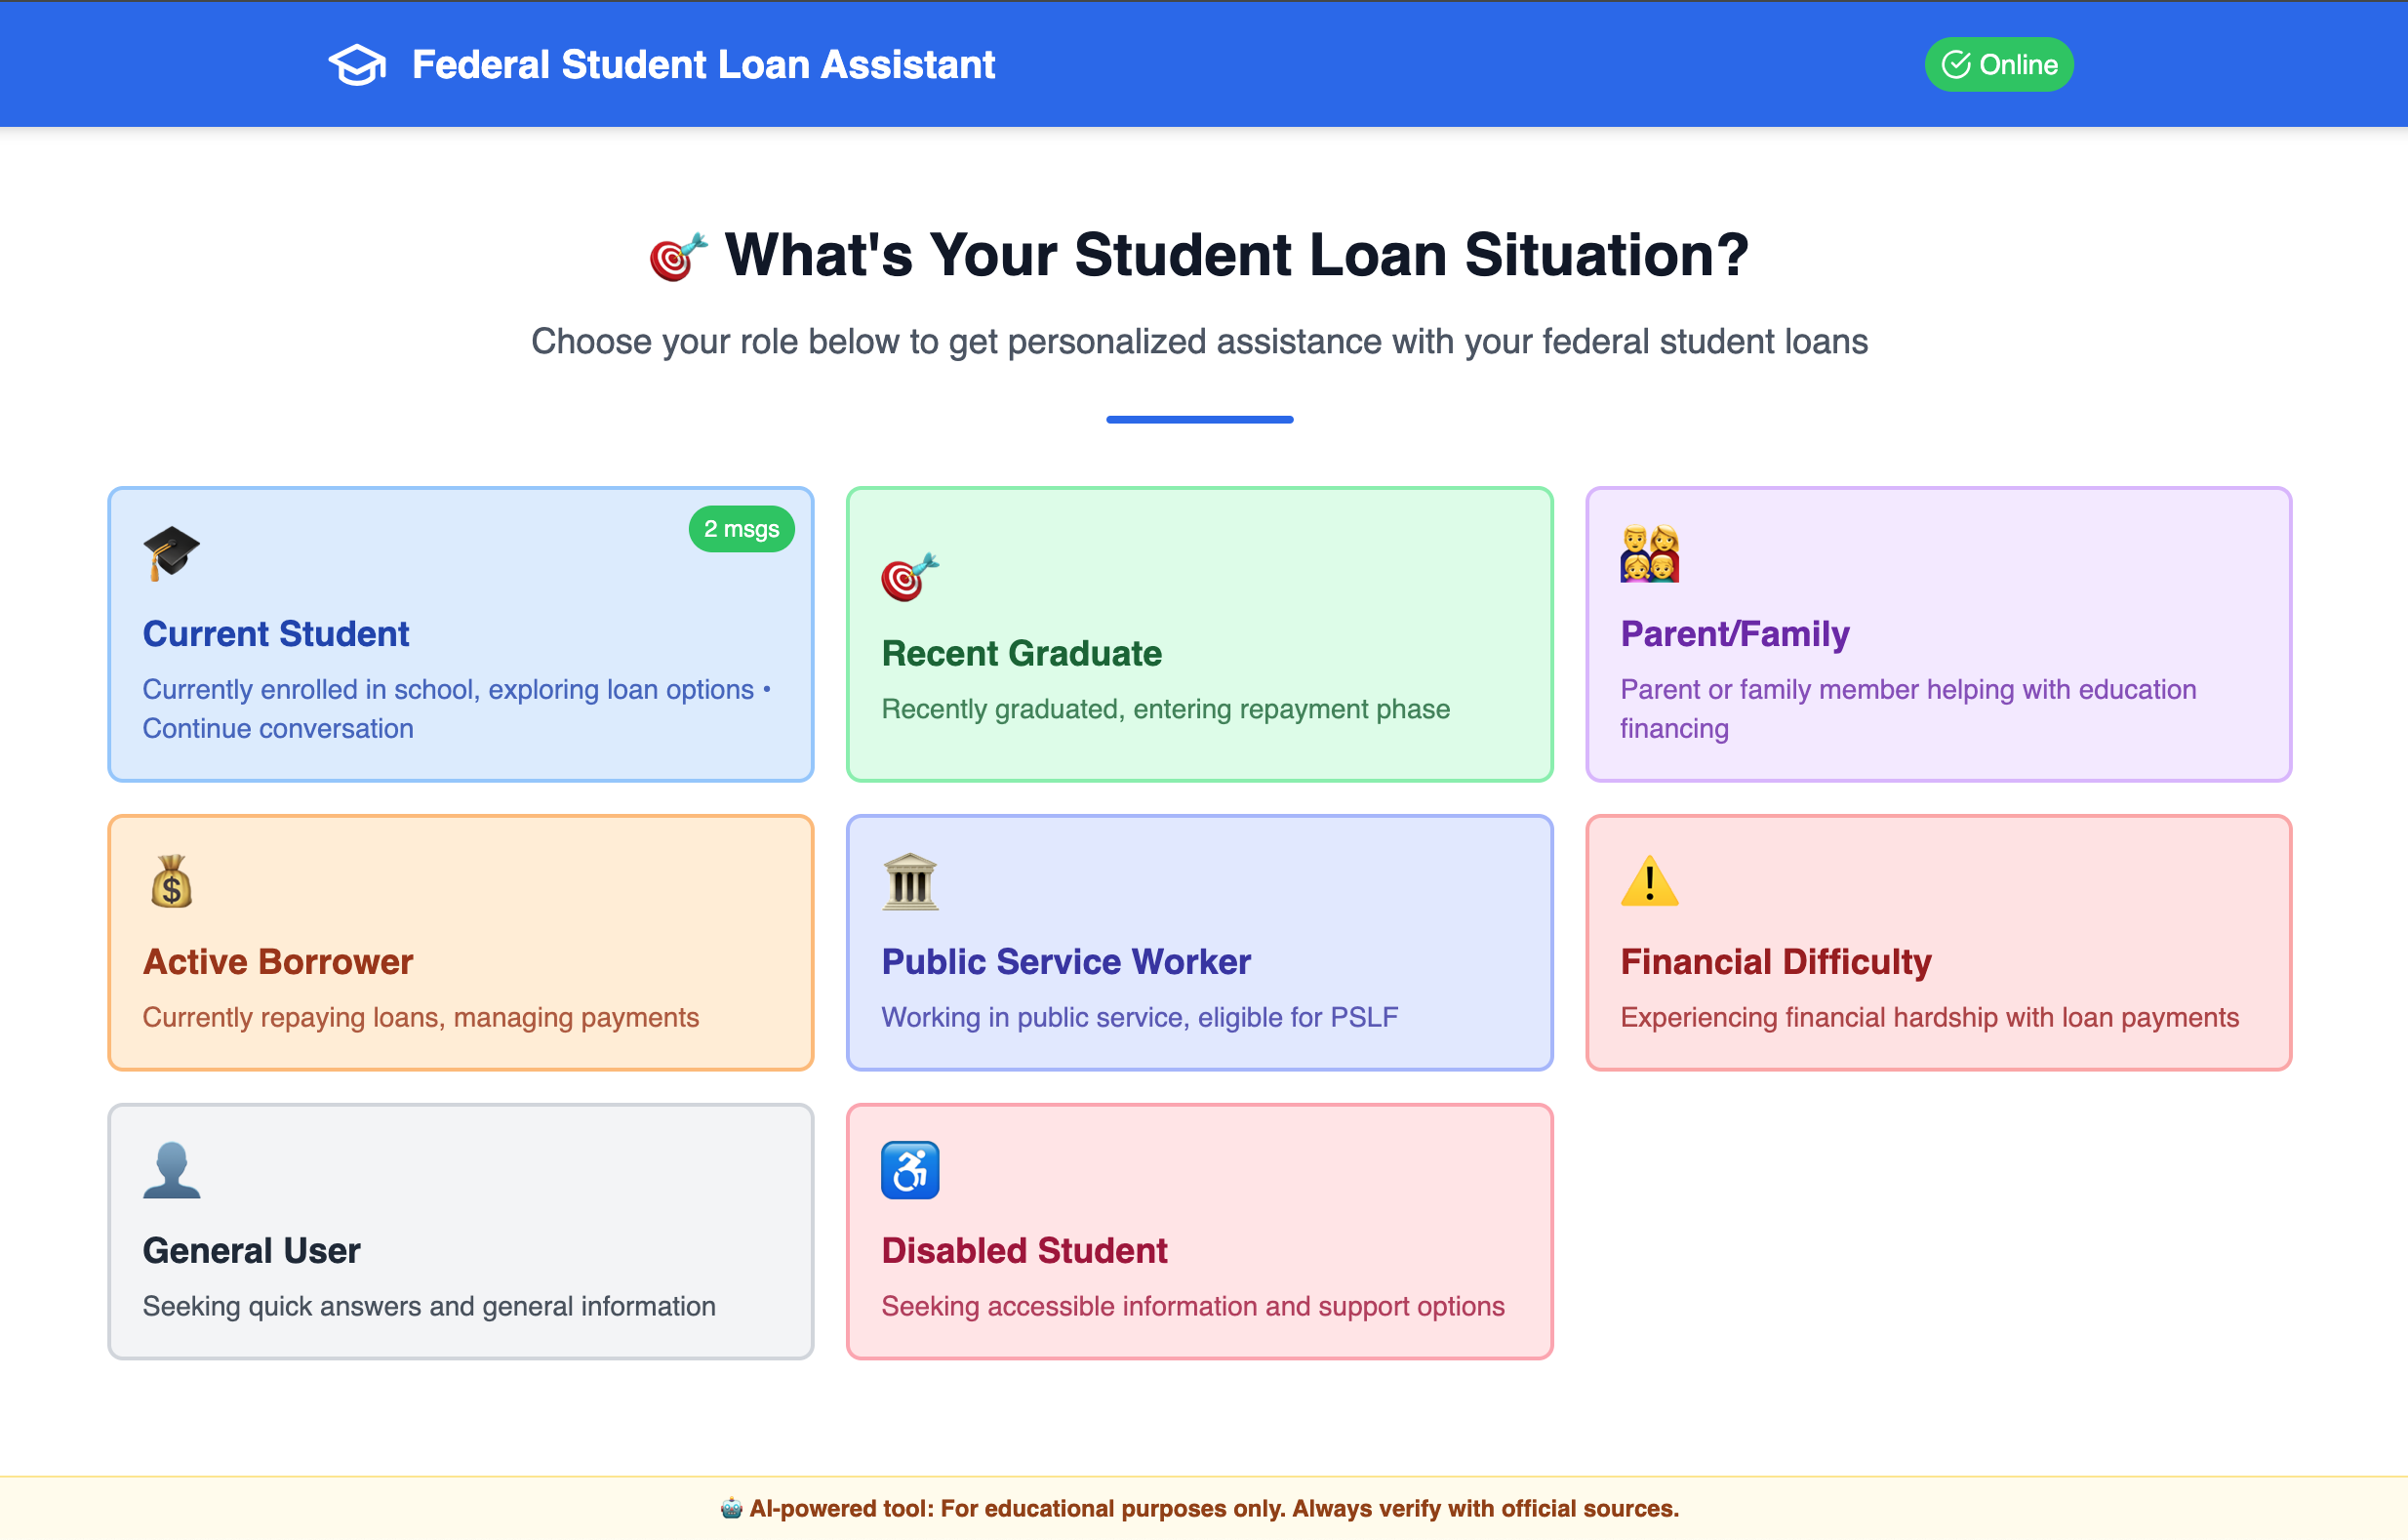 Federal Student Loan Assistant
Online
What's Your Student Loan Situation?
Choose your role below to get personalized assistance with your federal student loans
2 msgs
Current Student
Currently enrolled in school, exploring loan options •
Continue conversation
Recent Graduate
Recently graduated, entering repayment phase
Parent/Family
Parent or family member helping with education
financing
$
Active Borrower
Currently repaying loans, managing payments
Public Service Worker
Working in public service, eligible for PSLF
Financial Difficulty
Experiencing financial hardship with loan payments
General User
Seeking quick answers and general information
Disabled Student
Seeking accessible information and support options
AI-powered tool: For educational purposes only. Always verify with official sources.